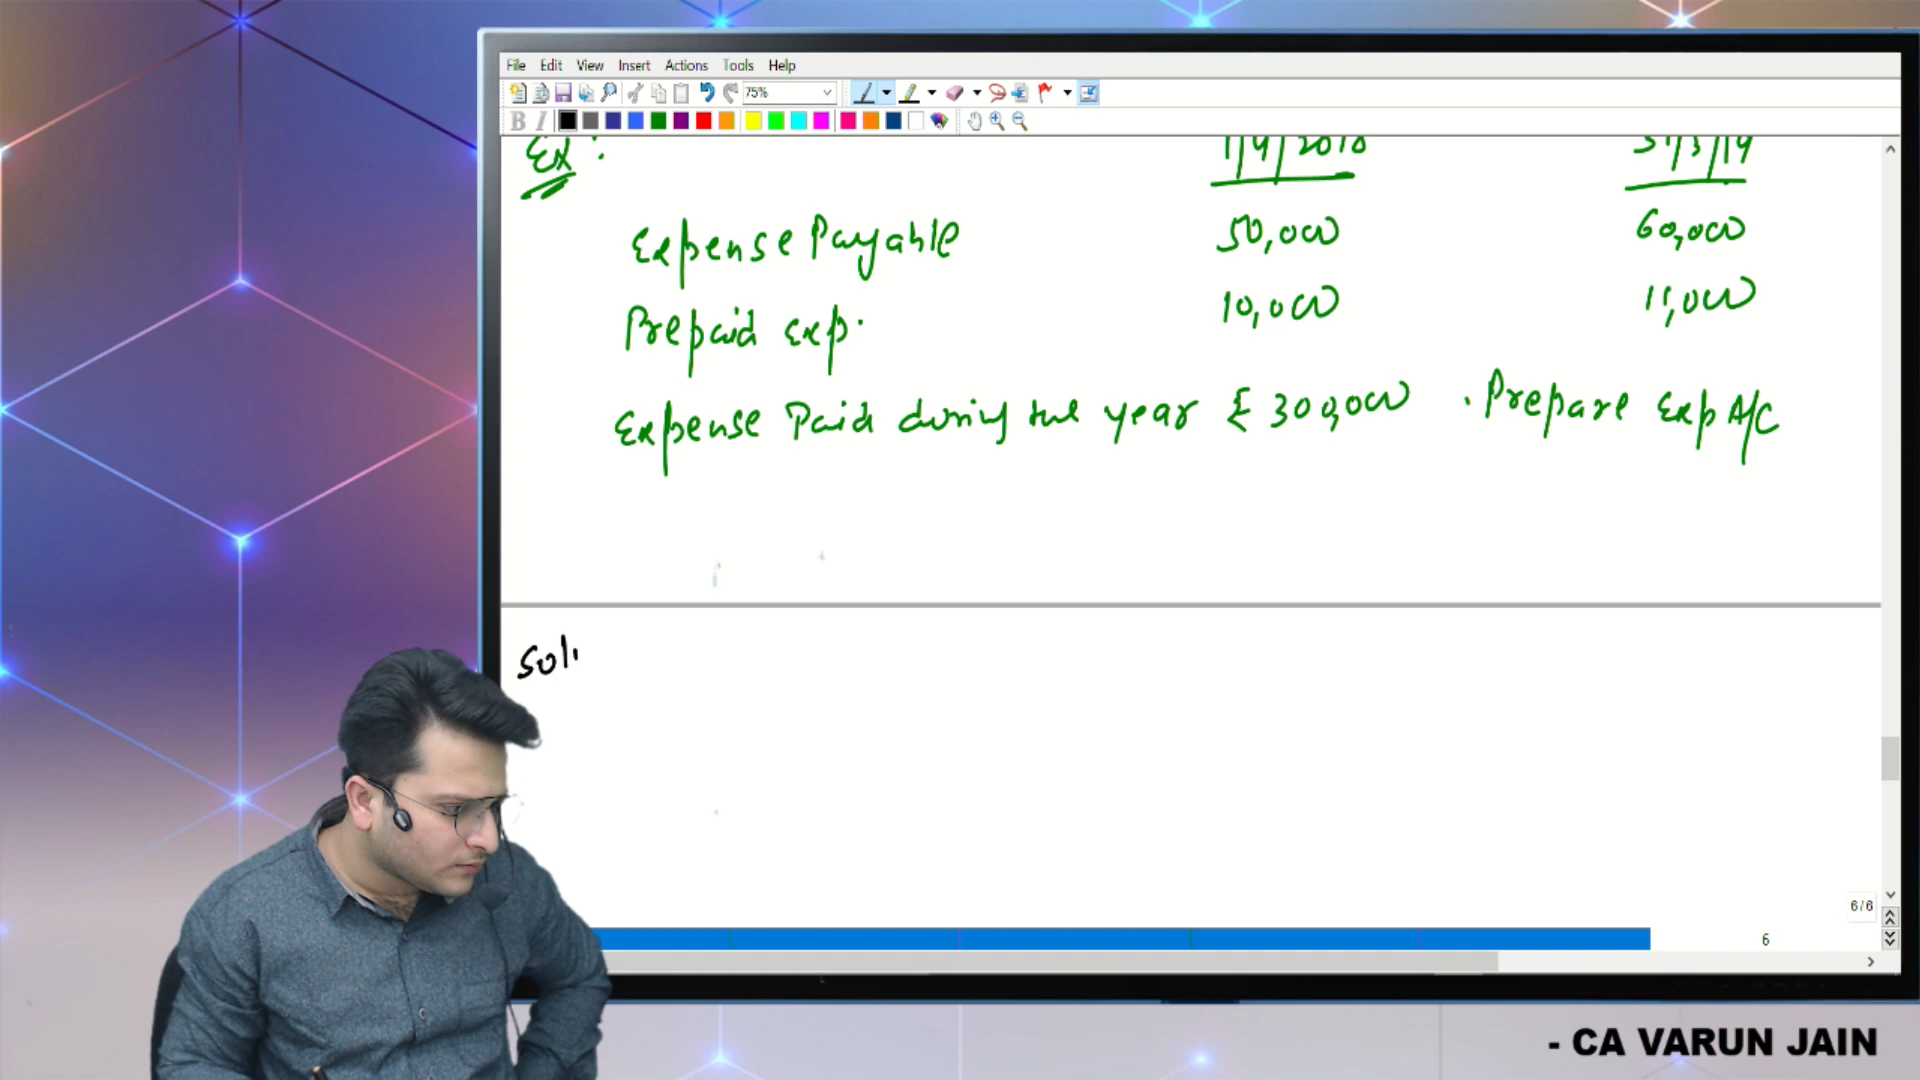 File Edit View Insert Actions Tools Help
75%
B I
Ex :
1/4/2018 31/3/19
Expense Payable 50,000 60,000
Prepaid exp. 10,000 11,000
Expense Paid during the year ₹ 300,000 . Prepare Exp A/C
Sol.
6/6
6
- CA VARUN JAIN